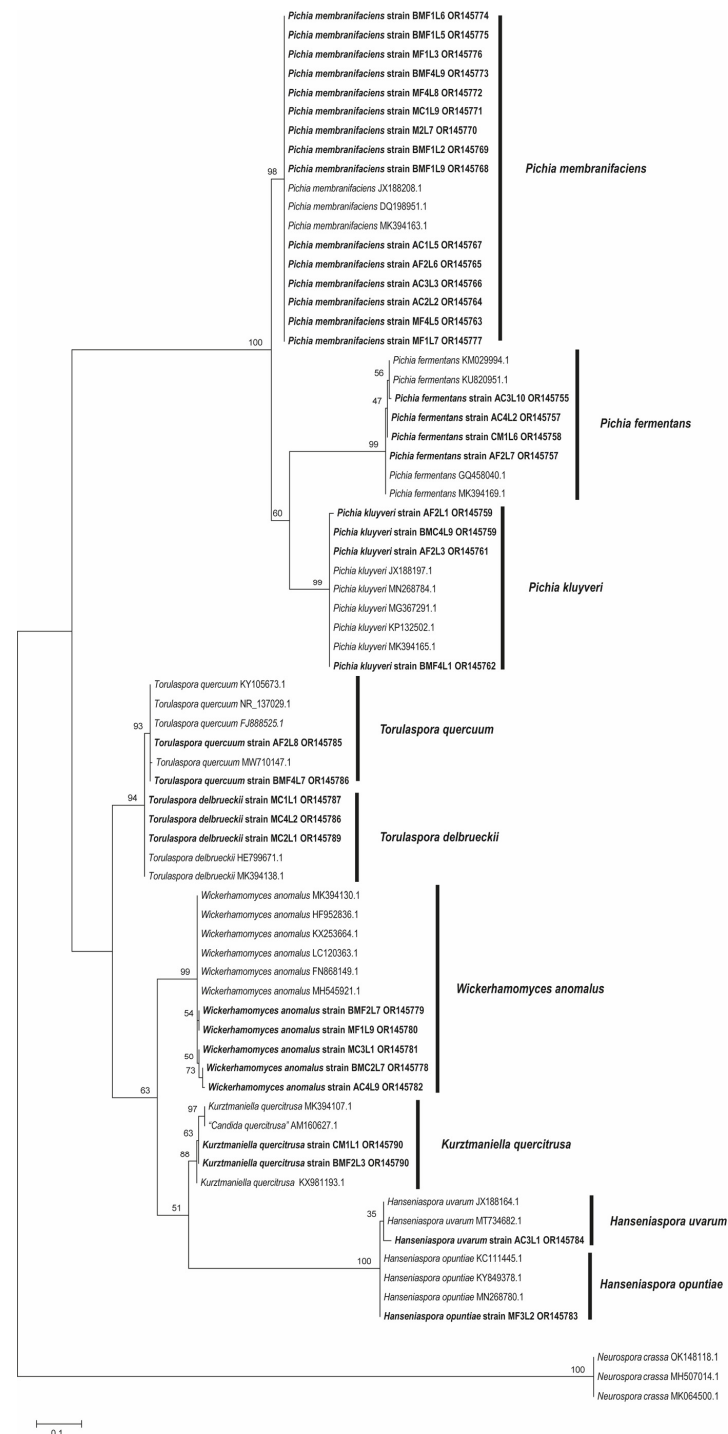 Pichia membranifaciens strain BMF1L6 OR145774
Pichia membranifaciens strain BMF1L5 OR145775
Pichia membranifaciens strain MF1L3 OR145776
Pichia membranifaciens strain BMF4L9 OR145773
Pichia membranifaciens strain MF4L8 OR145772
Pichia membranifaciens strain MC1L9 OR145771
Pichia membranifaciens strain M2L7 OR145770
Pichia membranifaciens strain BMF1L2 OR145769
Pichia membranifaciens strain BMF1L9 OR145768
Pichia membranifaciens
98
Pichia membranifaciens JX188208.1
Pichia membranifaciens DQ198951.1
Pichia membranifaciens MK394163.1
Pichia membranifaciens strain AC1L5 OR145767
Pichia membranifaciens strain AF2L6 OR145765
Pichia membranifaciens strain AC3L3 OR145766
Pichia membranifaciens strain AC2L2 OR145764
Pichia membranifaciens strain MF4L5 OR145763
Pichia membranifaciens strain MF1L7 OR145777
100
Pichia fermentans KM029994.1
56
Pichia fermentans KU820951.1
Pichia fermentans strain AC3L10 OR145755
47
Pichia fermentans strain AC4L2 OR145757
Pichia fermentans
Pichia fermentans strain CM1L6 OR145758
99
Pichia fermentans strain AF2L7 OR145757
Pichia fermentans GQ458040.1
Pichia fermentans MK394169.1
60
Pichia kluyveri strain AF2L1 OR145759
Pichia kluyveri strain BMC4L9 OR145759
Pichia kluyveri strain AF2L3 OR145761
Pichia kluyveri JX188197.1
99
Pichia kluyveri MN268784.1
Pichia kluyveri
Pichia kluyveri MG367291.1
Pichia kluyveri KP132502.1
Pichia kluyveri MK394165.1
Pichia kluyveri strain BMF4L1 OR145762
Torulaspora quercuum KY105673.1
Torulaspora quercuum NR_137029.1
93
Torulaspora quercuum FJ888525.1
Torulaspora quercuum
Torulaspora quercuum strain AF2L8 OR145785
Torulaspora quercuum MW710147.1
Torulaspora quercuum strain BMF4L7 OR145786
94
Torulaspora delbrueckii strain MC1L1 OR145787
Torulaspora delbrueckii strain MC4L2 OR145786
Torulaspora delbrueckii strain MC2L1 OR145789
Torulaspora delbrueckii
Torulaspora delbrueckii HE799671.1
Torulaspora delbrueckii MK394138.1
Wickerhamomyces anomalus MK394130.1
Wickerhamomyces anomalus HF952836.1
Wickerhamomyces anomalus KX253664.1
Wickerhamomyces anomalus LC120363.1
99
Wickerhamomyces anomalus FN868149.1
Wickerhamomyces anomalus MH545921.1
Wickerhamomyces anomalus
54
Wickerhamomyces anomalus strain BMF2L7 OR145779
Wickerhamomyces anomalus strain MF1L9 OR145780
50
Wickerhamomyces anomalus strain MC3L1 OR145781
73
Wickerhamomyces anomalus strain BMC2L7 OR145778
Wickerhamomyces anomalus strain AC4L9 OR145782
63
97
Kurtzmaniella quercitrusa MK394107.1
"Candida quercitrusa" AM160627.1
63
Kurztmaniella quercitrusa strain CM1L1 OR145790
Kurztmaniella quercitrusa
88
Kurztmaniella quercitrusa strain BMF2L3 OR145790
Kurztmaniella quercitrusa KX981193.1
51
Hanseniaspora uvarum JX188164.1
35
Hanseniaspora uvarum MT734682.1
Hanseniaspora uvarum
Hanseniaspora uvarum strain AC3L1 OR145784
100
Hanseniaspora opuntiae KC111445.1
Hanseniaspora opuntiae KY849378.1
Hanseniaspora opuntiae
Hanseniaspora opuntiae MN268780.1
Hanseniaspora opuntiae strain MF3L2 OR145783
Neurospora crassa OK148118.1
100
Neurospora crassa MH507014.1
Neurospora crassa MK064500.1
0.1